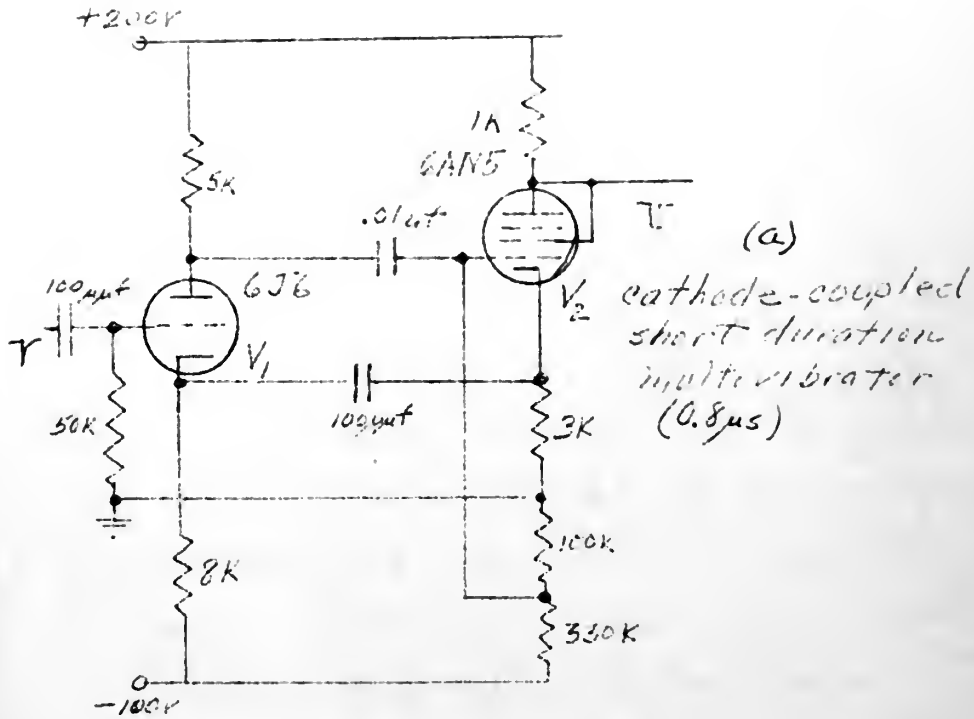 +200v
1K
6AN5
5K
.01μf
(a)
100μμf
6J6
V2
cathode-coupled
short duration
multivibrator
(0.8μs)
V1
50K
100μμf
3K
100K
8K
330K
-100v